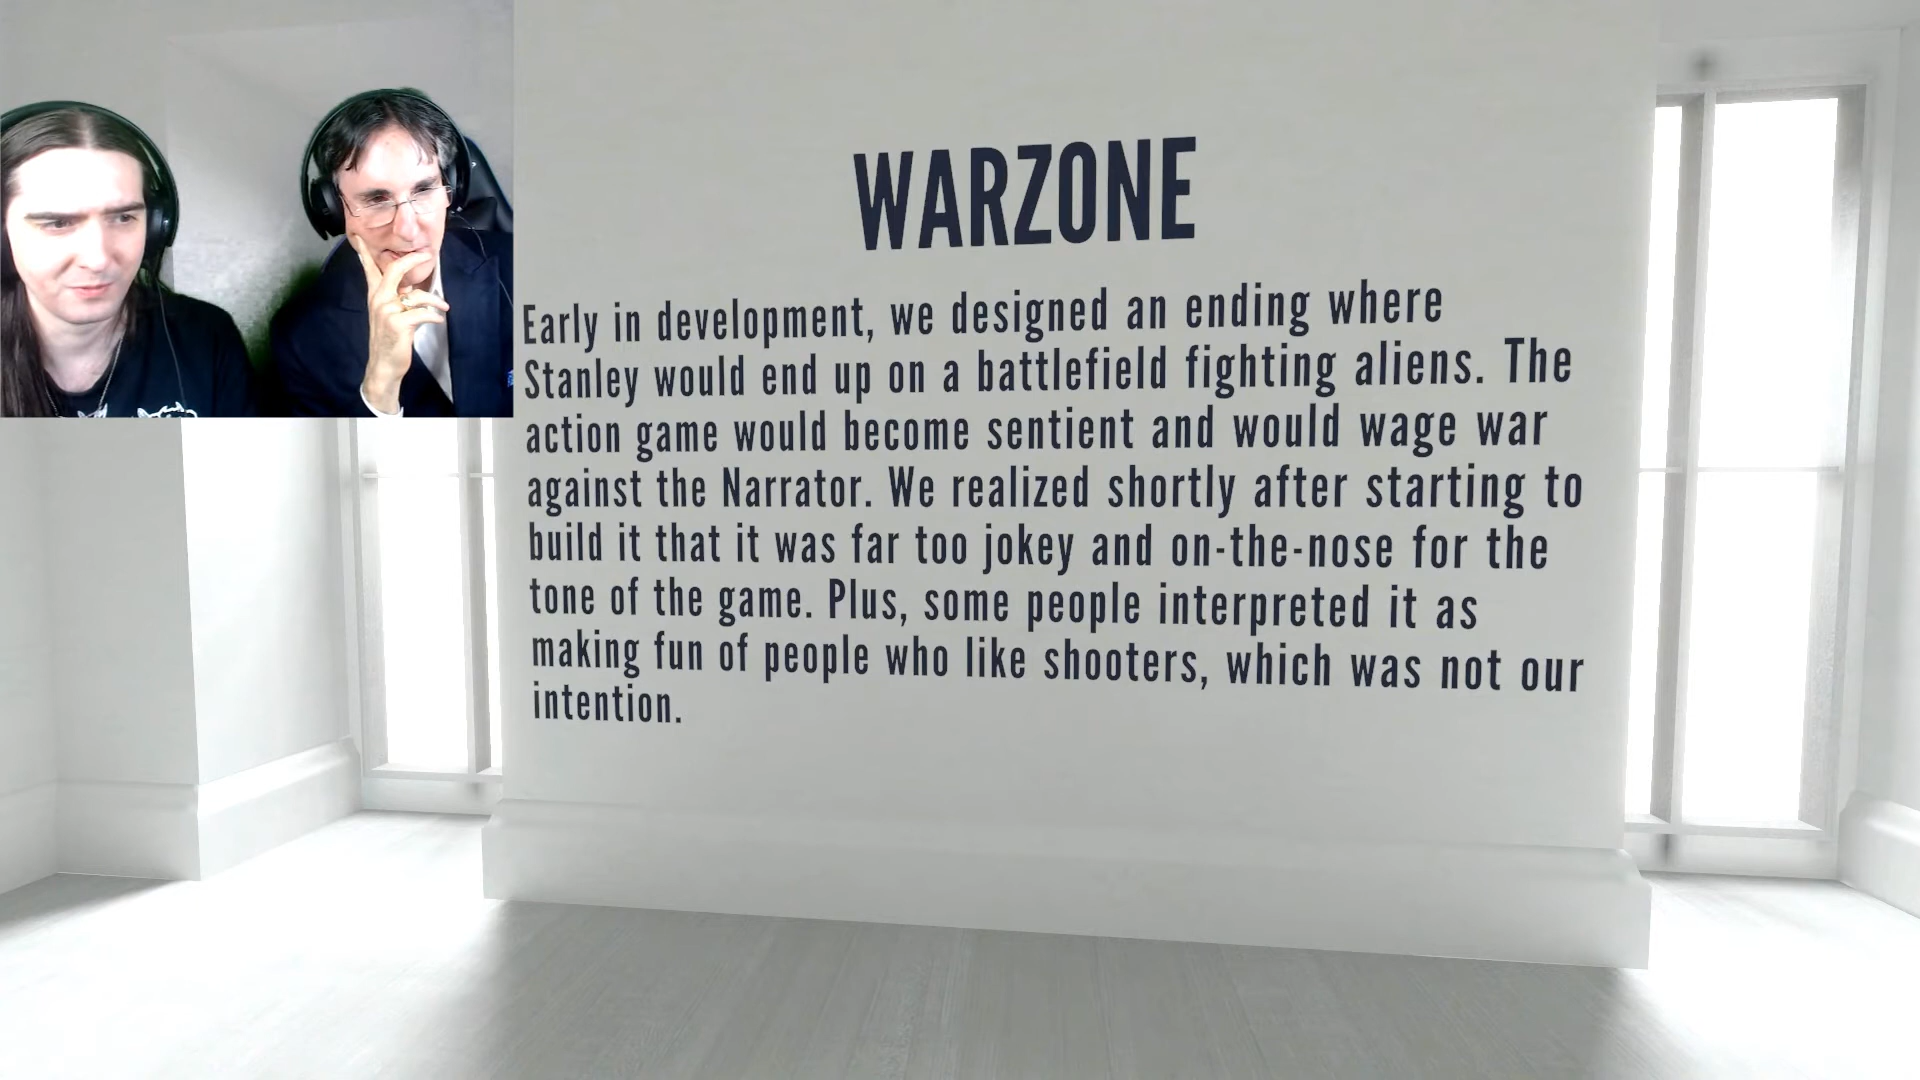 WARZONE
Early in development, we designed an ending where
Stanley would end up on a battlefield fighting aliens. The
action game would become sentient and would wage war
against the Narrator. We realized shortly after starting to
build it that it was far too jokey and on-the-nose for the
tone of the game. Plus, some people interpreted it as
making fun of people who like shooters, which was not our
intention.